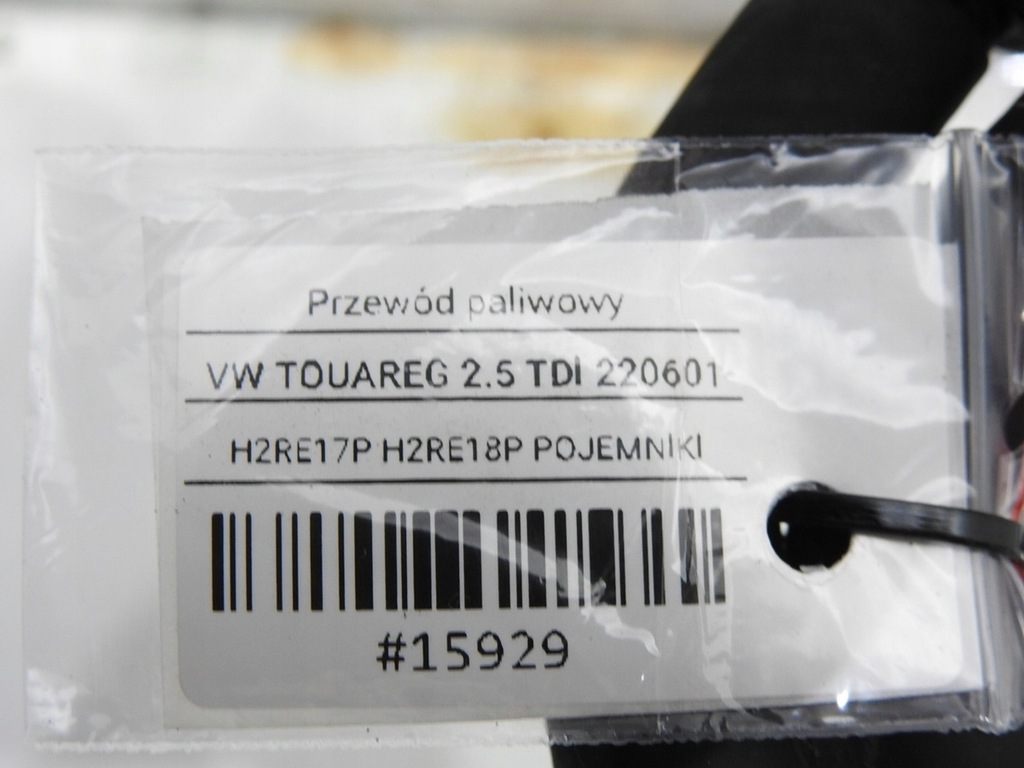 Przewód paliwowy
VW TOUAREG 2.5 TDI 220601-
H2RE17P H2RE18P POJEMNIKI
#15929